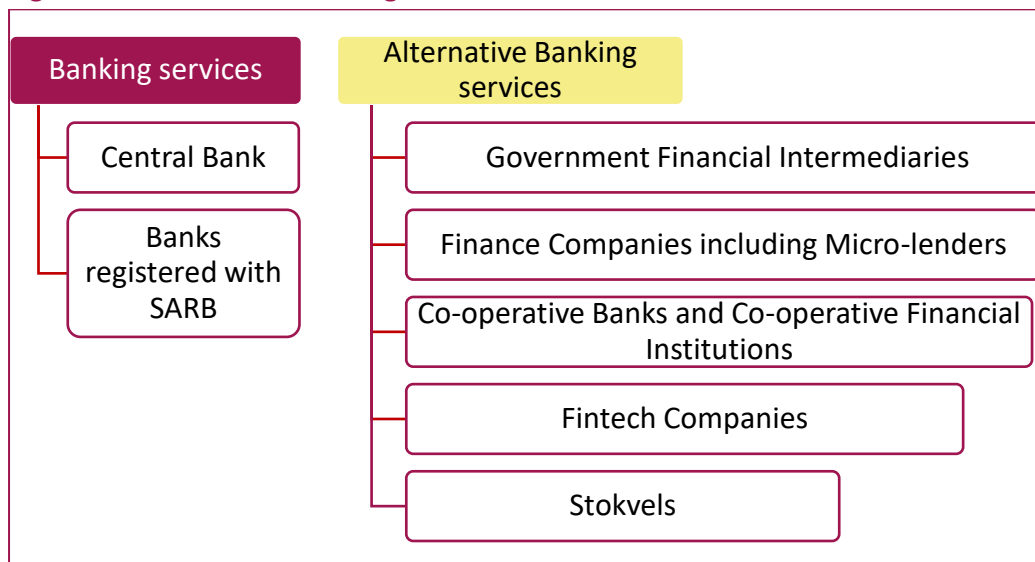 Banking services
Central Bank
Banks
registered with
SARB
Alternative Banking
services
Government Financial Intermediaries
Finance Companies including Micro-lenders
Co-operative Banks and Co-operative Financial
Institutions
Fintech Companies
Stokvels